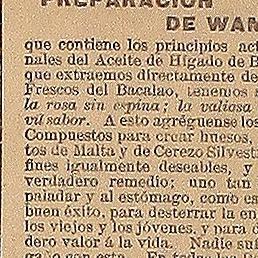 PREPARACION
DE WAM
que contiene los principios act
nales del Aceite de Hígado de B
que extraemos directamente de
Frescos del Bacalao, tenemos
la rosa sin espina; la valiosa
vil sabor. A esto agréguense los
Compuestos para crear huesos,
tos de Malta y de Cerezo Silvest
fines igualmente deseables, y
verdadero remedio; uno tan
paladar y al estómago, como es
buen éxito, para desterrar la en
los viejos y los jóvenes, y para d
dero valor á la vida. Nadie suf